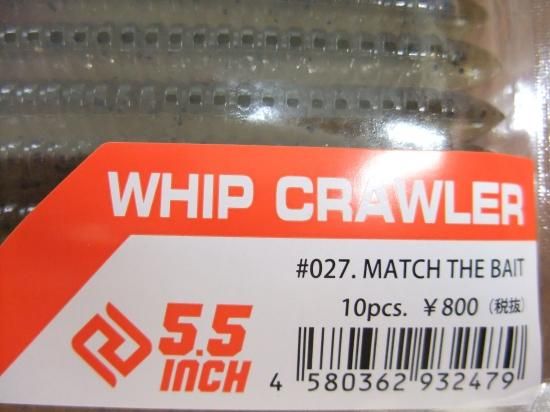 WHIP CRAWLER
#027. MATCH THE BAIT
10pcs. ￥800 （税抜）
5.5
INCH
4 580362 932479